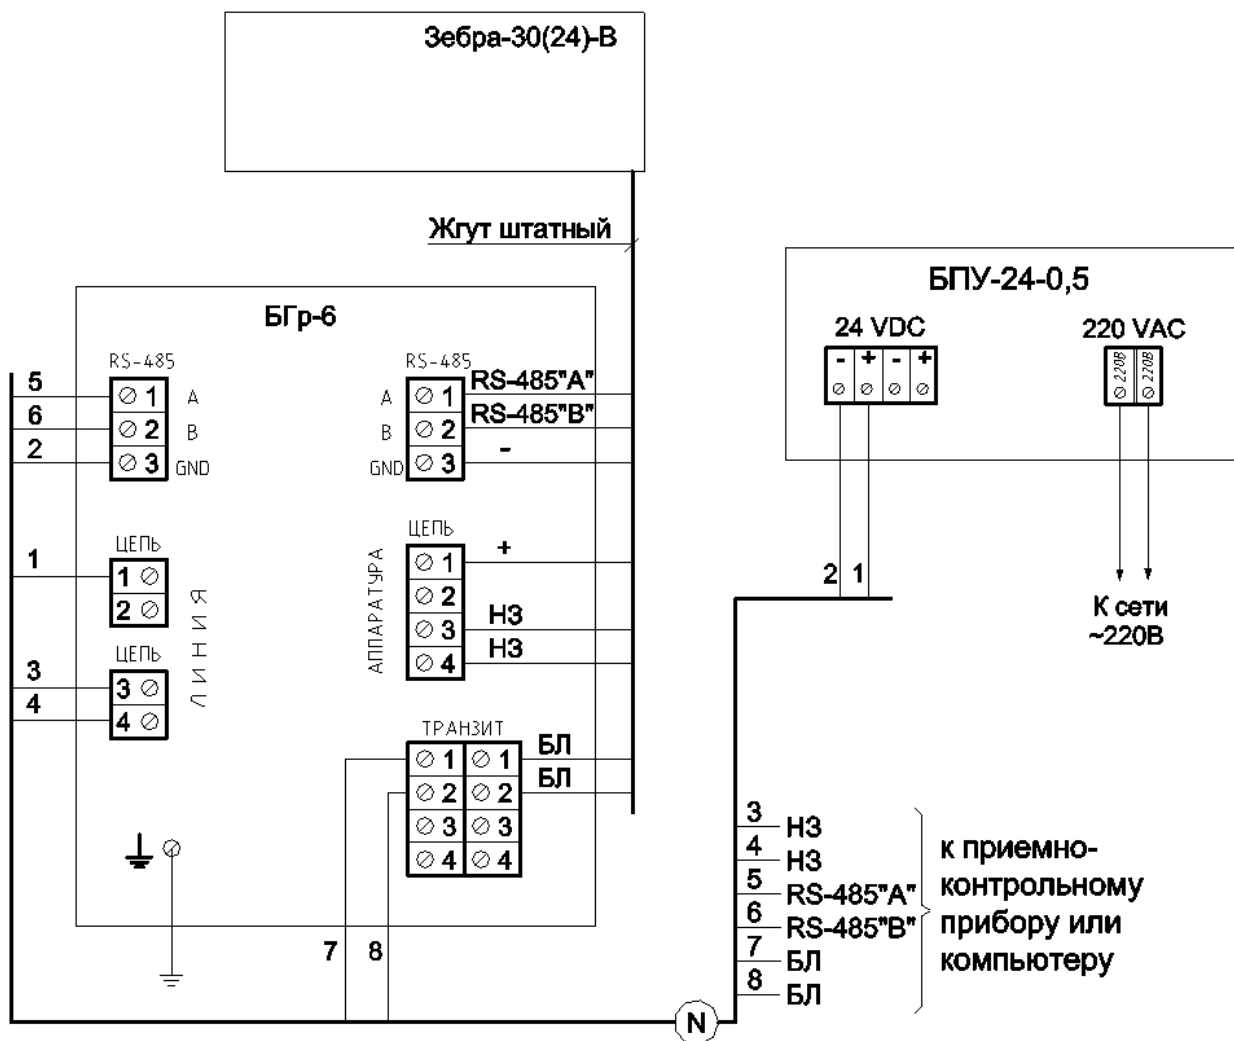 Зебра-30(24)-В
Жгут штатный
БГр-6
RS-485
1 A
2 B
3 GND
5
6
2
ЦЕПЬ
1
2
1
ЦЕПЬ
3
4
3
4
ЛИНИЯ
RS-485
A 1
B 2
GND 3
RS-485"A"
RS-485"B"
-
ЦЕПЬ
1
2
3
4
АППАРАТУРА
+
НЗ
НЗ
ТРАНЗИТ
1 1
2 2
3 3
4 4
БЛ
БЛ
7 8
БПУ-24-0,5
24 VDC
- + - +
220 VAC
220В 220В
2 1
К сети
~220В
3 НЗ
4 НЗ
5 RS-485"A"
6 RS-485"B"
7 БЛ
8 БЛ
к приемно-
контрольному
прибору или
компьютеру
N